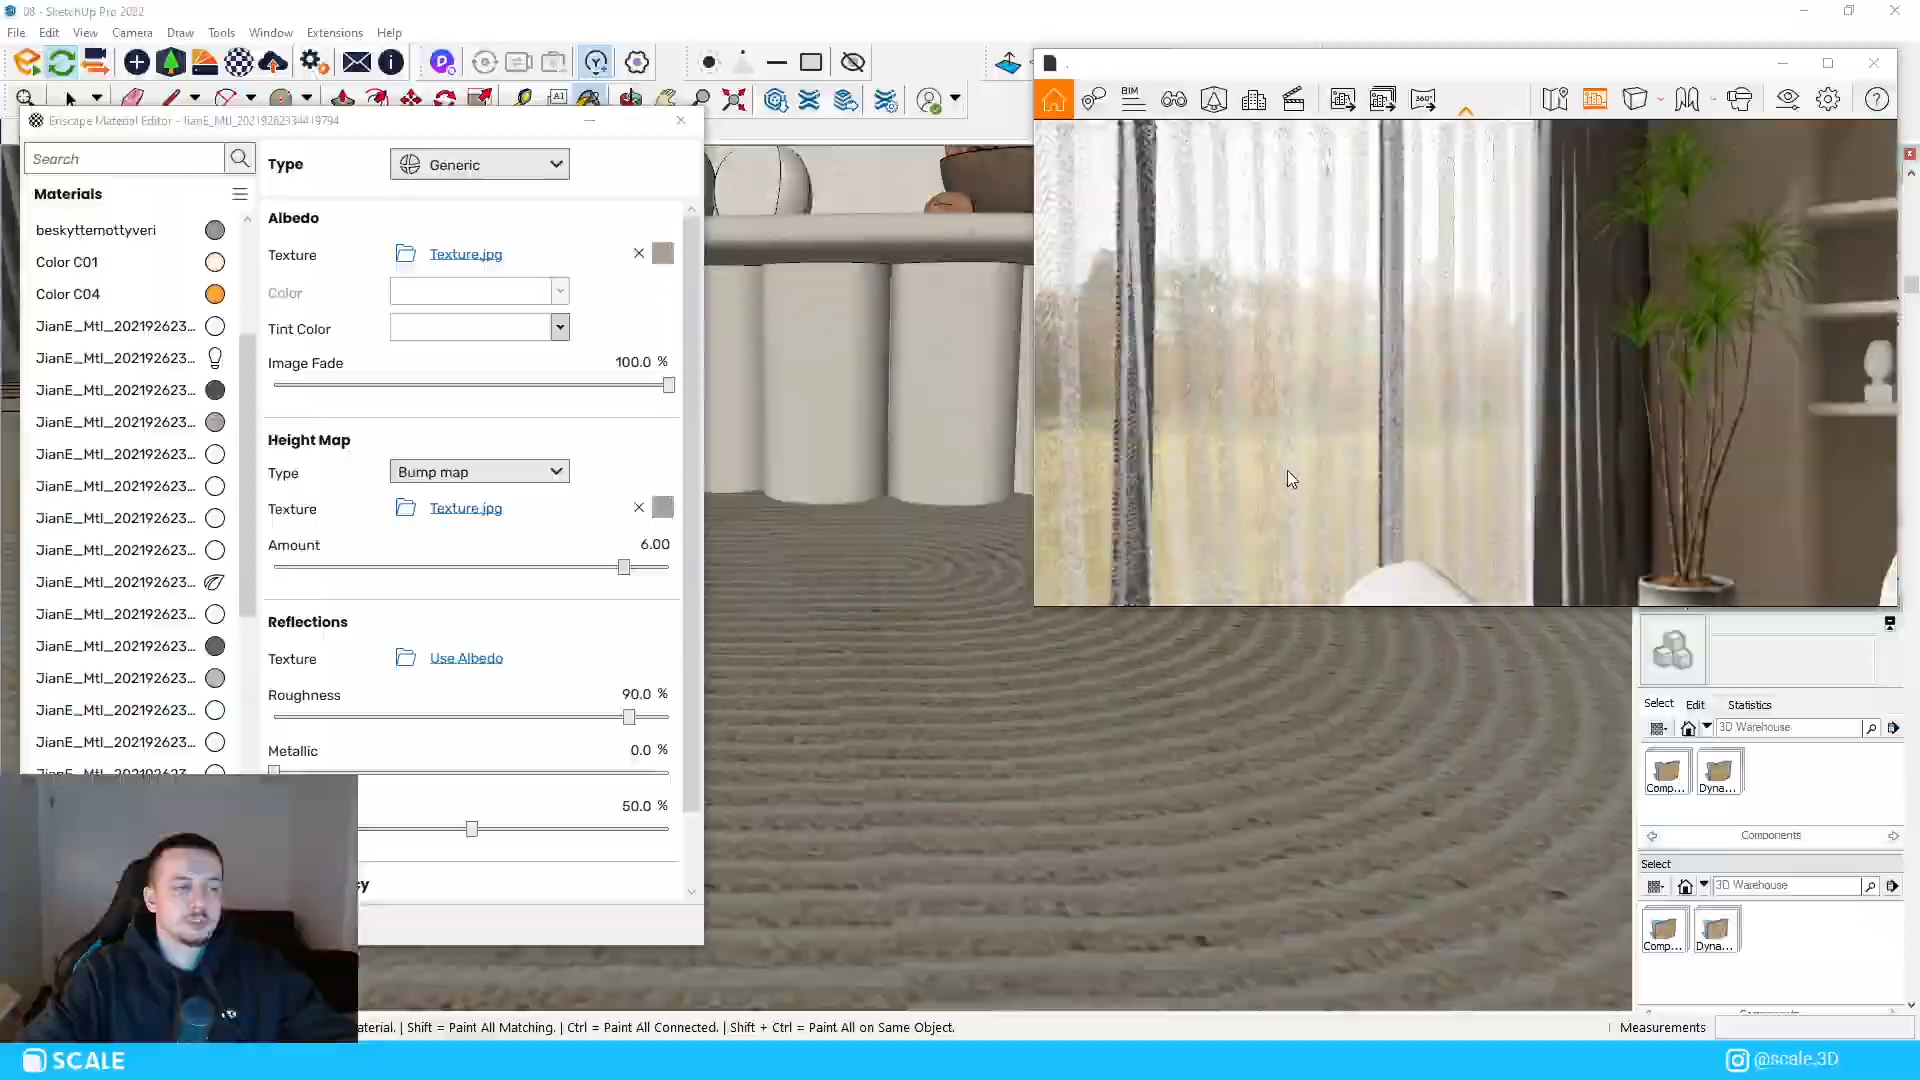 08 - SketchUp Pro 2022
File Edit View Camera Draw Tools Window Extensions Help
Enscape Material Editor - JianE_Mtl_2021926233419794
Search
Materials
beskyttemottyveri
Color C01
Color C04
JianE_Mtl_202192623...
JianE_Mtl_202192623...
JianE_Mtl_202192623...
JianE_Mtl_202192623...
JianE_Mtl_202192623...
JianE_Mtl_202192623...
JianE_Mtl_202192623...
JianE_Mtl_202192623...
JianE_Mtl_202192623...
JianE_Mtl_202192623...
JianE_Mtl_202192623...
JianE_Mtl_202192623...
JianE_Mtl_202192623...
JianE_Mtl_202192623...
Type Generic
Albedo
Texture Texture.jpg
Color
Tint Color
Image Fade 100.0 %
Height Map
Type Bump map
Texture Texture.jpg
Amount 6.00
Reflections
Texture Use Albedo
Roughness 90.0 %
Metallic 0.0 %
50.0 %
cy
BIM
360°
Select Edit Statistics
3D Warehouse
Comp... Dyna...
Components
Select
3D Warehouse
Comp... Dyna...
aterial. | Shift = Paint All Matching. | Ctrl = Paint All Connected. | Shift + Ctrl = Paint All on Same Object.
Measurements
SCALE
@scale.3D